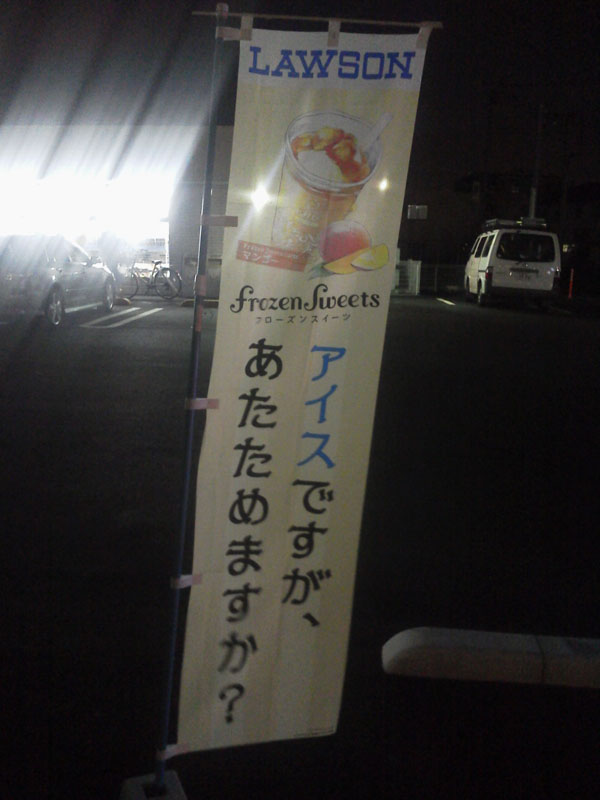 LAWSON
マンゴー
frozen Sweets
フローズンスイーツ
アイスですが、
あたためますか?